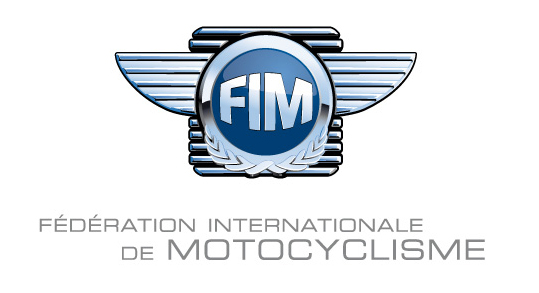 FIM
FÉDÉRATION INTERNATIONALE
DE MOTOCYCLISME